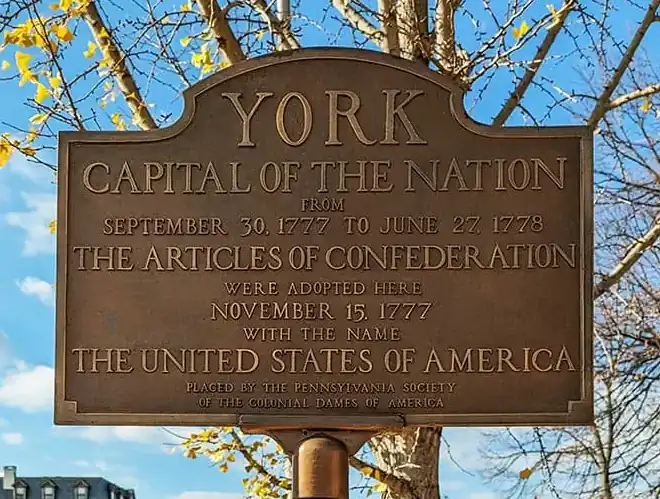 YORK
CAPITAL OF THE NATION
FROM
SEPTEMBER 30, 1777 TO JUNE 27, 1778
THE ARTICLES OF CONFEDERATION
WERE ADOPTED HERE
NOVEMBER 15, 1777
WITH THE NAME
THE UNITED STATES OF AMERICA
PLACED BY THE PENNSYLVANIA SOCIETY
OF THE COLONIAL DAMES OF AMERICA